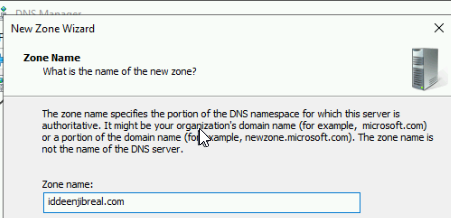 DNS Manager
New Zone Wizard
Zone Name
What is the name of the new zone?
The zone name specifies the portion of the DNS namespace for which this server is
authoritative. It might be your organization's domain name (for example, microsoft.com)
or a portion of the domain name (for example, newzone.microsoft.com). The zone name is
not the name of the DNS server.
Zone name:
iddeenjibreal.com